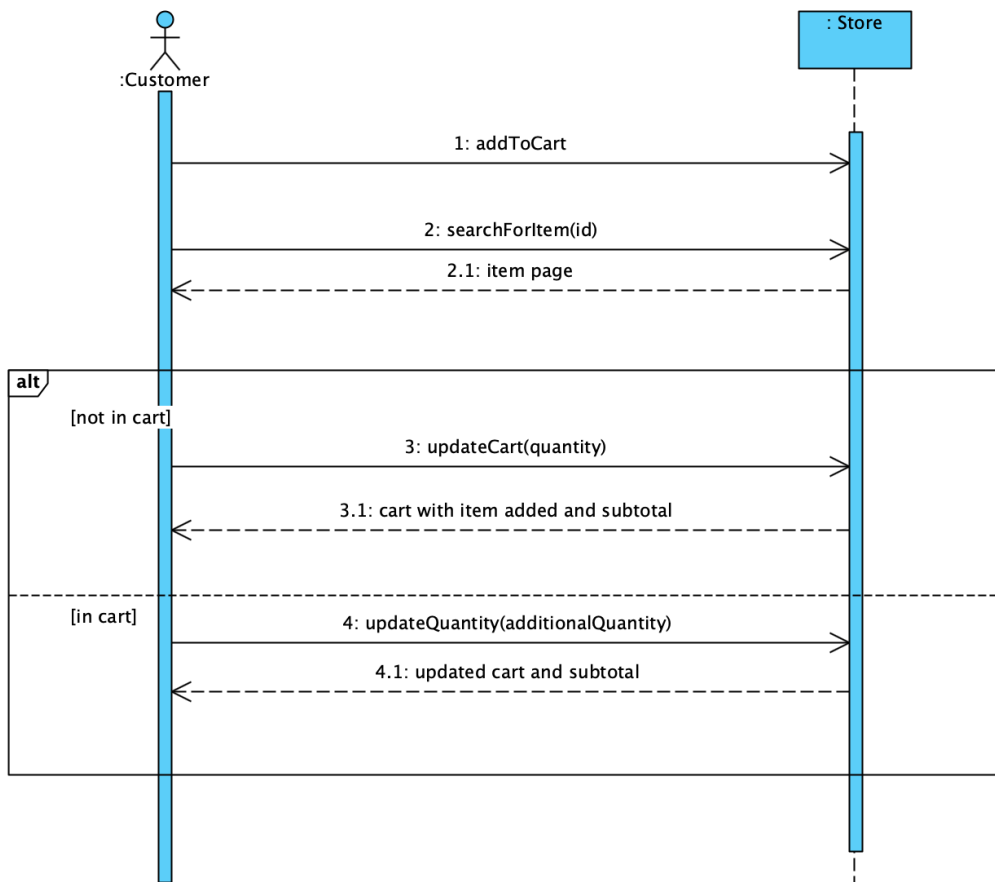 : Store
:Customer
1: addToCart
2: searchForItem(id)
2.1: item page
alt
[not in cart]
3: updateCart(quantity)
3.1: cart with item added and subtotal
[in cart]
4: updateQuantity(additionalQuantity)
4.1: updated cart and subtotal